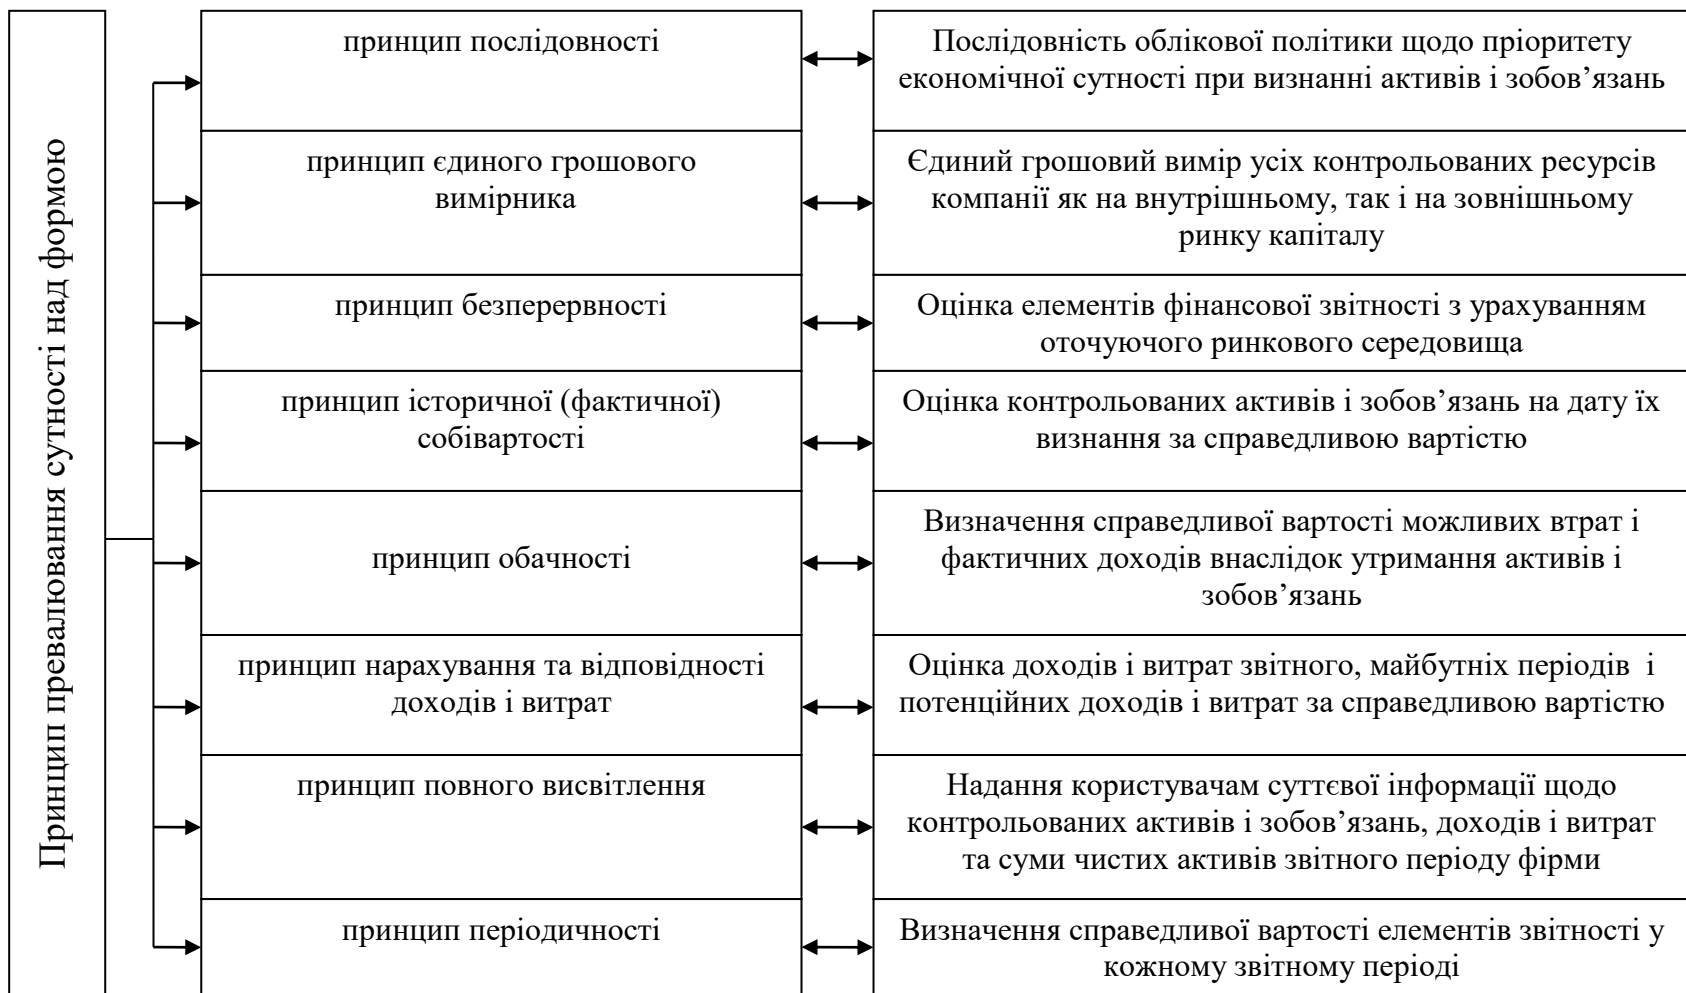 Принцип превалювання сутності над формою
принцип послідовності
Послідовність облікової політики щодо пріоритету
економічної сутності при визнанні активів і зобов’язань
принцип єдиного грошового
вимірника
Єдиний грошовий вимір усіх контрольованих ресурсів
компанії як на внутрішньому, так і на зовнішньому
ринку капіталу
принцип безперервності
Оцінка елементів фінансової звітності з урахуванням
оточуючого ринкового середовища
принцип історичної (фактичної)
собівартості
Оцінка контрольованих активів і зобов’язань на дату їх
визнання за справедливою вартістю
принцип обачності
Визначення справедливої вартості можливих втрат і
фактичних доходів внаслідок утримання активів і
зобов’язань
принцип нарахування та відповідності
доходів і витрат
Оцінка доходів і витрат звітного, майбутніх періодів і
потенційних доходів і витрат за справедливою вартістю
принцип повного висвітлення
Надання користувачам суттєвої інформації щодо
контрольованих активів і зобов’язань, доходів і витрат
та суми чистих активів звітного періоду фірми
принцип періодичності
Визначення справедливої вартості елементів звітності у
кожному звітному періоді